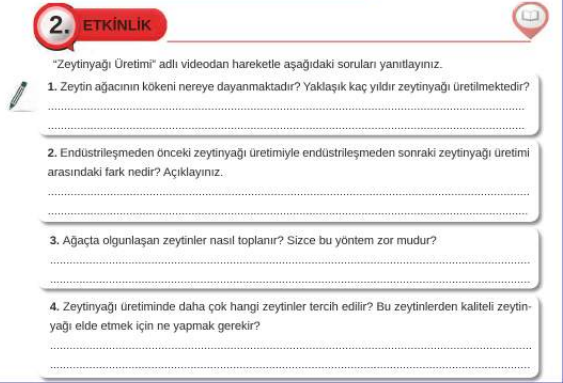 2. ETKİNLİK
“Zeytinyağı Üretimi” adlı videodan hareketle aşağıdaki soruları yanıtlayınız.
1. Zeytin ağacının kökeni nereye dayanmaktadır? Yaklaşık kaç yıldır zeytinyağı üretilmektedir?
2. Endüstrileşmeden önceki zeytinyağı üretimiyle endüstrileşmeden sonraki zeytinyağı üretimi
arasındaki fark nedir? Açıklayınız.
3. Ağaçta olgunlaşan zeytinler nasıl toplanır? Sizce bu yöntem zor mudur?
4. Zeytinyağı üretiminde daha çok hangi zeytinler tercih edilir? Bu zeytinlerden kaliteli zeytin-
yağı elde etmek için ne yapmak gerekir?